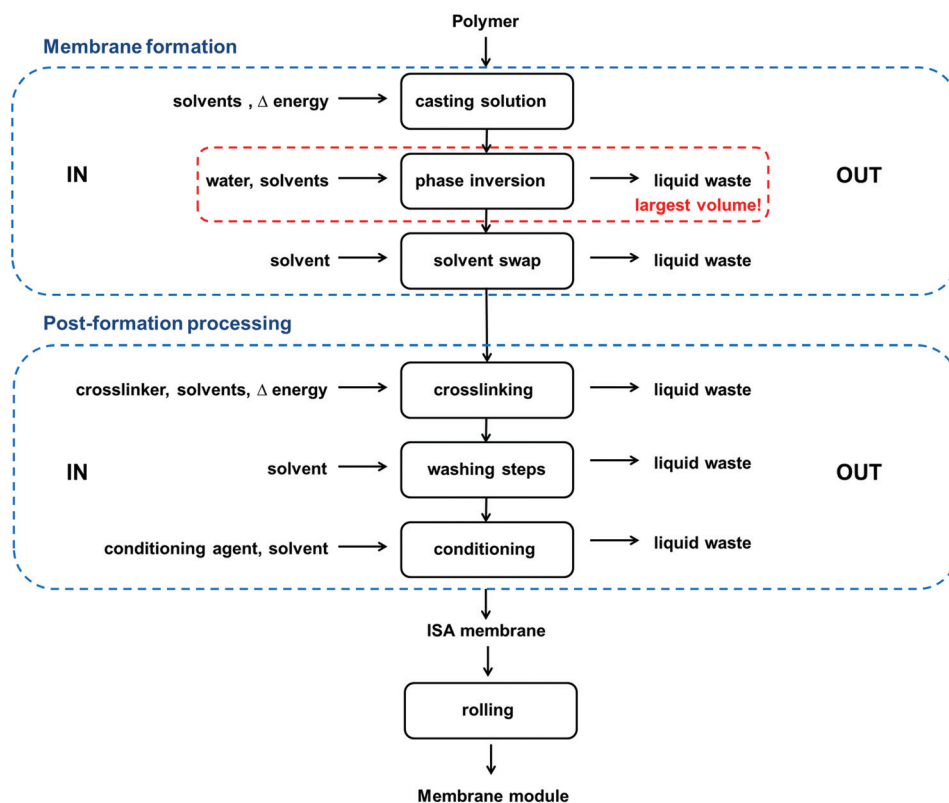 Polymer
Membrane formation
solvents , Δ energy
casting solution
IN
water, solvents
phase inversion
liquid waste
largest volume!
OUT
solvent
solvent swap
liquid waste
Post-formation processing
crosslinker, solvents, Δ energy
crosslinking
liquid waste
IN
solvent
washing steps
liquid waste
OUT
conditioning agent, solvent
conditioning
liquid waste
ISA membrane
rolling
Membrane module